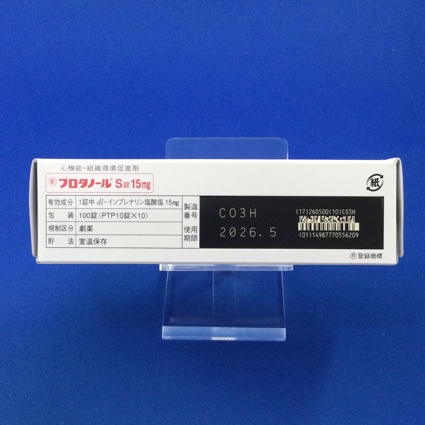 心機能・組織循環促進剤
プロタノール S錠15mg
有効成分 1錠中 dl-イソプレナリン塩酸塩 15mg
包装 100錠(PTP10錠×10)
規制区分 劇薬
貯法 室温保存
製造番号 C03H
使用期限 2026.5
(17)260500(10)C03H
(01)14987770556209
紙
Ⓡ登録商標